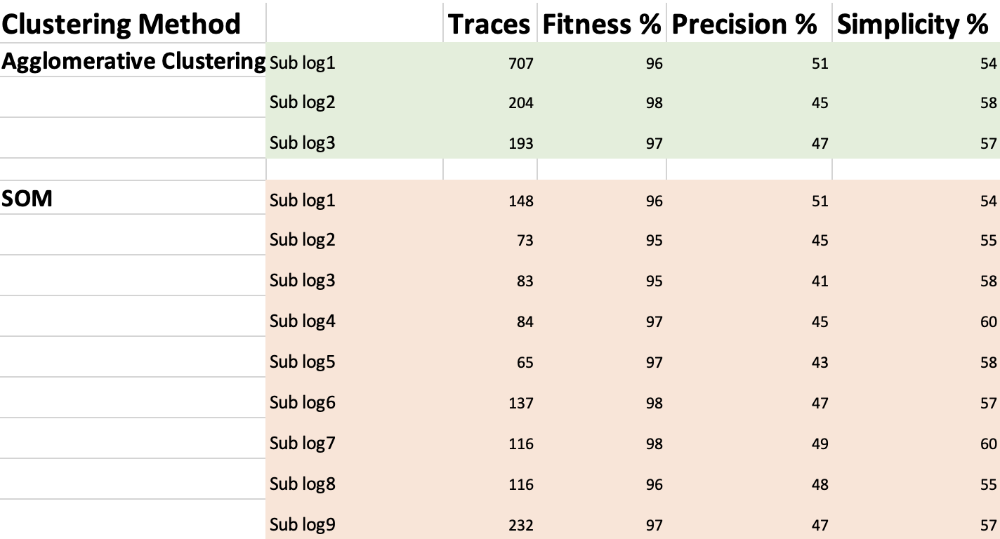 Clustering Method Traces Fitness % Precision % Simplicity %
Agglomerative Clustering Sub log1 707 96 51 54
Sub log2 204 98 45 58
Sub log3 193 97 47 57
SOM Sub log1 148 96 51 54
Sub log2 73 95 45 55
Sub log3 83 95 41 58
Sub log4 84 97 45 60
Sub log5 65 97 43 58
Sub log6 137 98 47 57
Sub log7 116 98 49 60
Sub log8 116 96 48 55
Sub log9 232 97 47 57